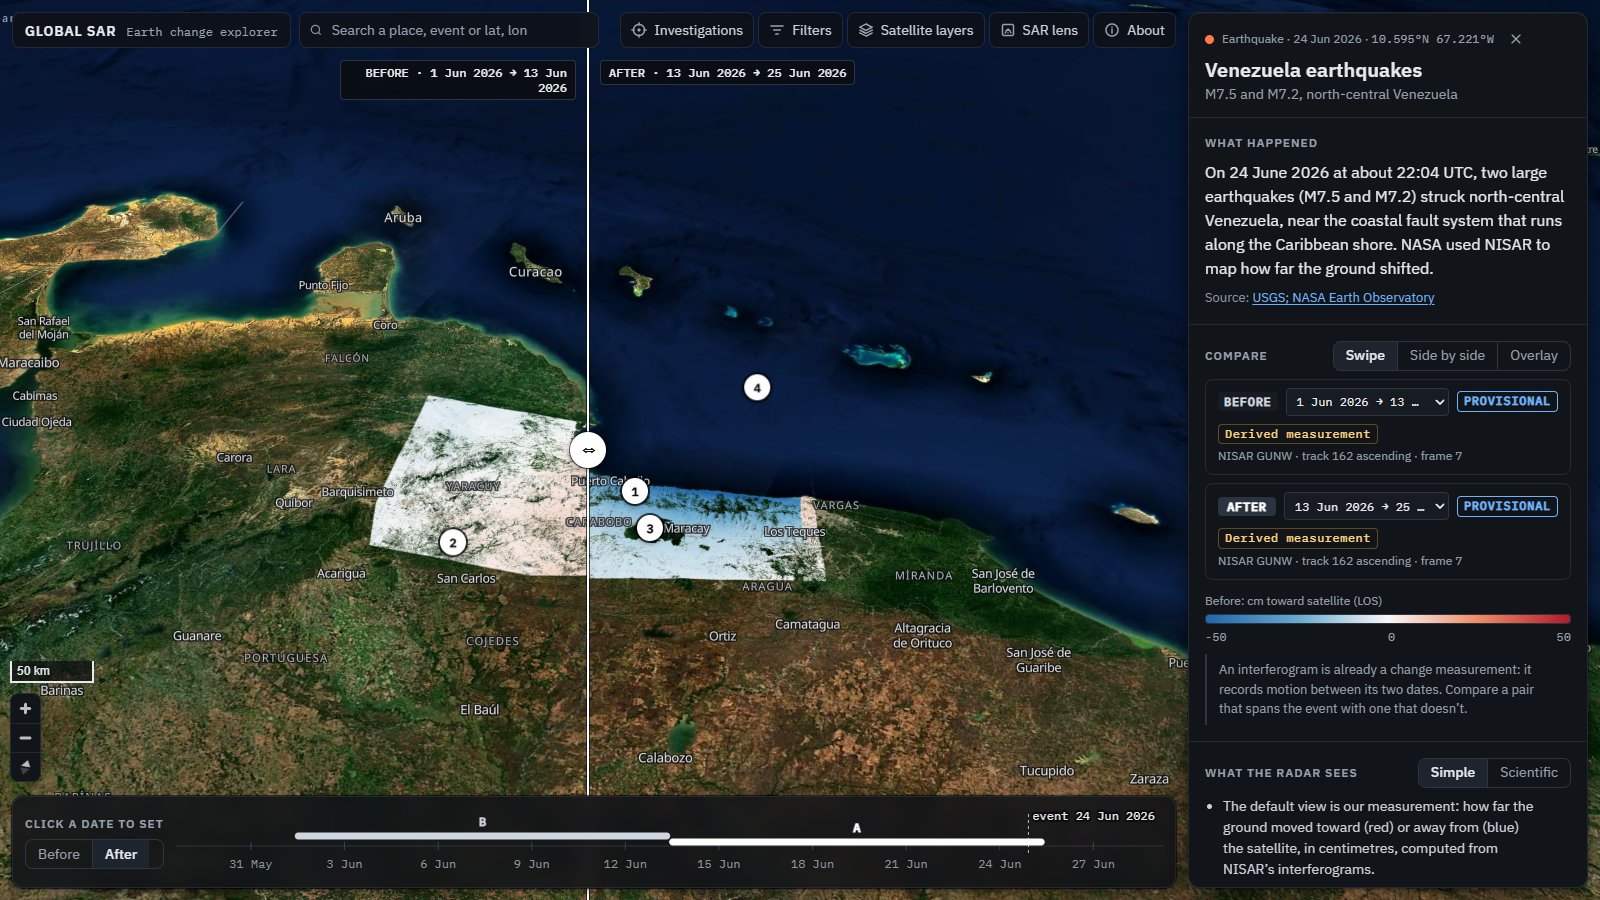 GLOBAL SAR Earth change explorer
Search a place, event or lat, lon
Investigations
Filters
Satellite layers
SAR lens
About
BEFORE · 1 Jun 2026 → 13 Jun
2026
AFTER · 13 Jun 2026 → 25 Jun 2026
Aruba
Curacao
Punto Fijo
Coro
San Rafael
del Moján
Maracaibo
FALCÓN
Cabimas
Ciudad Ojeda
4
Carora
LARA
Barquisimeto
Quíbor
YARACUY
Puerto Cabello
1
CARABOBO
3
Maracay
VARGAS
Los Teques
TRUJILLO
2
Acarigua
San Carlos
ARAGUA
MIRANDA
San José de
Barlovento
Guanare
COJEDES
PORTUGUESA
Ortiz
Camatagua
Altagracia
de Orituco
San José de
Guaribe
50 km
Barinas
El Baúl
Calabozo
Tucupido
Zaraza
BARINAS
CLICK A DATE TO SET
Before
After
B
A
event 24 Jun 2026
31 May
3 Jun
6 Jun
9 Jun
12 Jun
15 Jun
18 Jun
21 Jun
24 Jun
27 Jun
Earthquake · 24 Jun 2026 · 10.595°N 67.221°W
Venezuela earthquakes
M7.5 and M7.2, north-central Venezuela
WHAT HAPPENED
On 24 June 2026 at about 22:04 UTC, two large
earthquakes (M7.5 and M7.2) struck north-central
Venezuela, near the coastal fault system that runs
along the Caribbean shore. NASA used NISAR to
map how far the ground shifted.
Source: USGS; NASA Earth Observatory
COMPARE
Swipe
Side by side
Overlay
BEFORE
1 Jun 2026 → 13 …
PROVISIONAL
Derived measurement
NISAR GUNW · track 162 ascending · frame 7
AFTER
13 Jun 2026 → 25 …
PROVISIONAL
Derived measurement
NISAR GUNW · track 162 ascending · frame 7
Before: cm toward satellite (LOS)
-50
0
50
An interferogram is already a change measurement: it
records motion between its two dates. Compare a pair
that spans the event with one that doesn’t.
WHAT THE RADAR SEES
Simple
Scientific
• The default view is our measurement: how far the
ground moved toward (red) or away from (blue)
the satellite, in centimetres, computed from
NISAR’s interferograms.